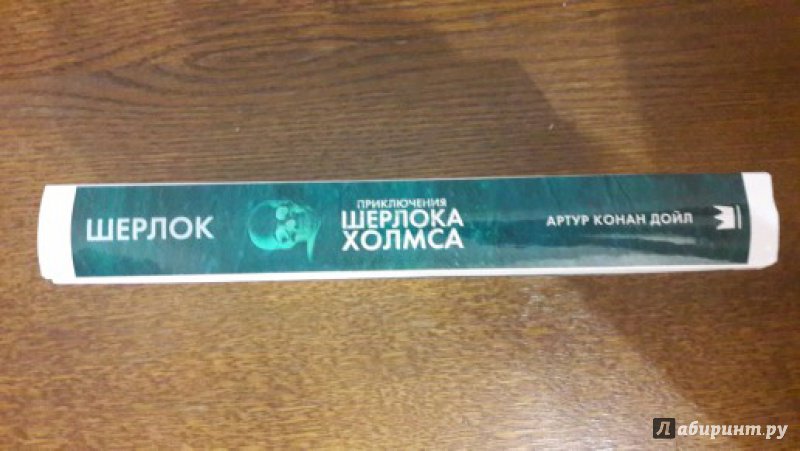 ШЕРЛОК
ПРИКЛЮЧЕНИЯ
ШЕРЛОКА
ХОЛМСА
АРТУР КОНАН ДОЙЛ
Лабиринт.ру